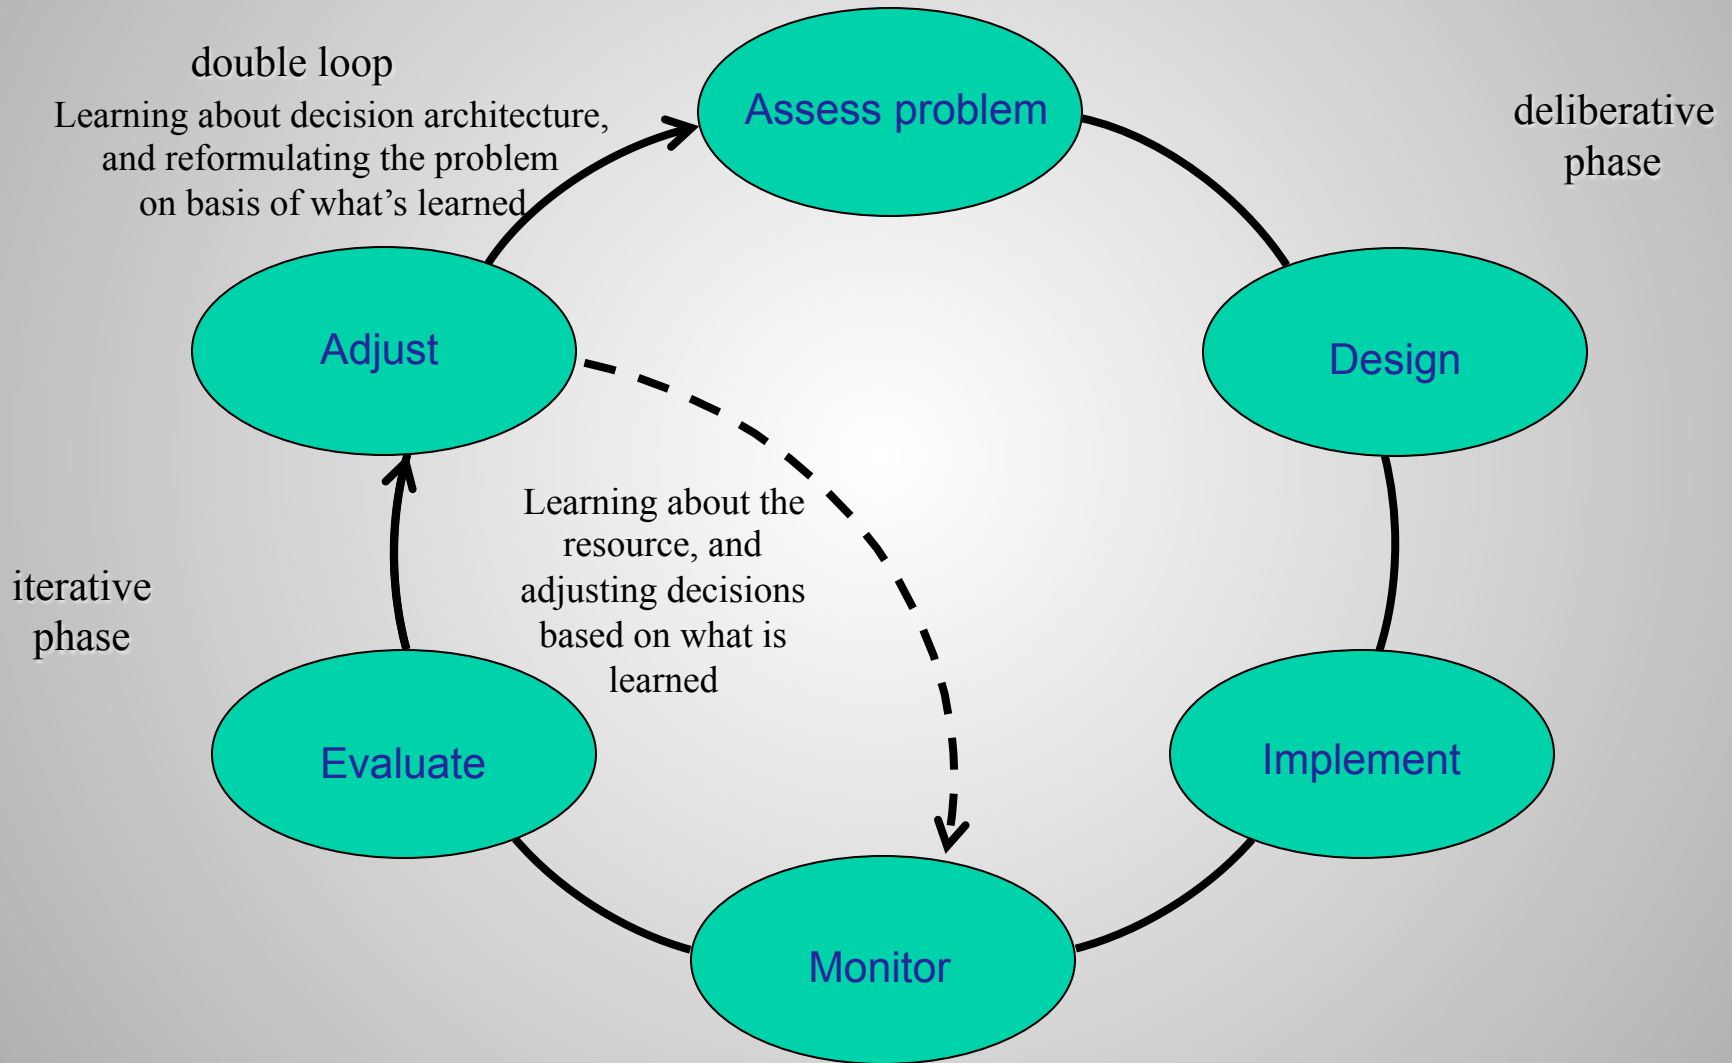 double loop
Learning about decision architecture,
and reformulating the problem
on basis of what’s learned
Assess problem
deliberative
phase
Adjust
Design
Learning about the
resource, and
adjusting decisions
based on what is
learned
iterative
phase
Evaluate
Implement
Monitor